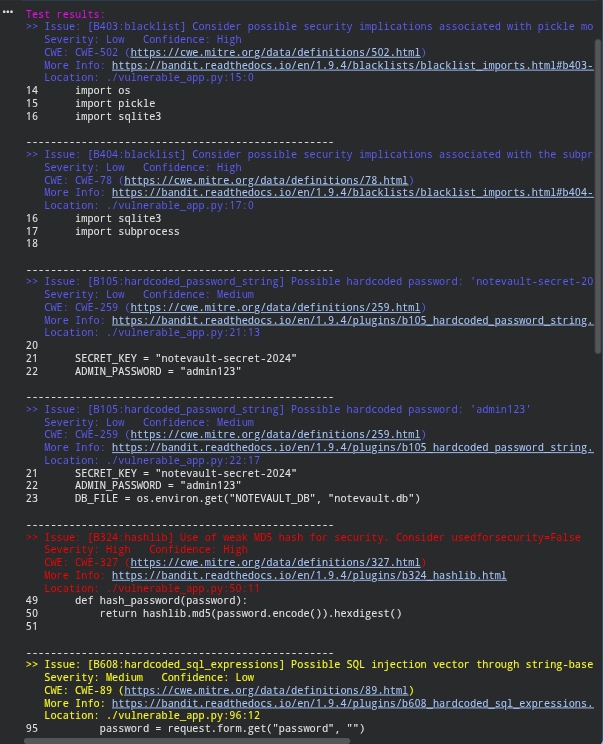 Test results:
>> Issue: [B403:blacklist] Consider possible security implications associated with pickle mo
Severity: Low   Confidence: High
CWE: CWE-502 (https://cwe.mitre.org/data/definitions/502.html)
More Info: https://bandit.readthedocs.io/en/1.9.4/blacklists/blacklist_imports.html#b403-
Location: ./vulnerable_app.py:15:0
14      import os
15      import pickle
16      import sqlite3
--------------------------------------------------
>> Issue: [B404:blacklist] Consider possible security implications associated with the subpr
Severity: Low   Confidence: High
CWE: CWE-78 (https://cwe.mitre.org/data/definitions/78.html)
More Info: https://bandit.readthedocs.io/en/1.9.4/blacklists/blacklist_imports.html#b404-
Location: ./vulnerable_app.py:17:0
16      import sqlite3
17      import subprocess
18
--------------------------------------------------
>> Issue: [B105:hardcoded_password_string] Possible hardcoded password: 'notevault-secret-20
Severity: Low   Confidence: Medium
CWE: CWE-259 (https://cwe.mitre.org/data/definitions/259.html)
More Info: https://bandit.readthedocs.io/en/1.9.4/plugins/b105_hardcoded_password_string.
Location: ./vulnerable_app.py:21:13
20
21      SECRET_KEY = "notevault-secret-2024"
22      ADMIN_PASSWORD = "admin123"
--------------------------------------------------
>> Issue: [B105:hardcoded_password_string] Possible hardcoded password: 'admin123'
Severity: Low   Confidence: Medium
CWE: CWE-259 (https://cwe.mitre.org/data/definitions/259.html)
More Info: https://bandit.readthedocs.io/en/1.9.4/plugins/b105_hardcoded_password_string.
Location: ./vulnerable_app.py:22:17
21      SECRET_KEY = "notevault-secret-2024"
22      ADMIN_PASSWORD = "admin123"
23      DB_FILE = os.environ.get("NOTEVAULT_DB", "notevault.db")
--------------------------------------------------
>> Issue: [B324:hashlib] Use of weak MD5 hash for security. Consider usedforsecurity=False
Severity: High   Confidence: High
CWE: CWE-327 (https://cwe.mitre.org/data/definitions/327.html)
More Info: https://bandit.readthedocs.io/en/1.9.4/plugins/b324_hashlib.html
Location: ./vulnerable_app.py:50:11
49      def hash_password(password):
50          return hashlib.md5(password.encode()).hexdigest()
51
--------------------------------------------------
>> Issue: [B608:hardcoded_sql_expressions] Possible SQL injection vector through string-base
Severity: Medium   Confidence: Low
CWE: CWE-89 (https://cwe.mitre.org/data/definitions/89.html)
More Info: https://bandit.readthedocs.io/en/1.9.4/plugins/b608_hardcoded_sql_expressions.
Location: ./vulnerable_app.py:96:12
95          password = request.form.get("password", "")